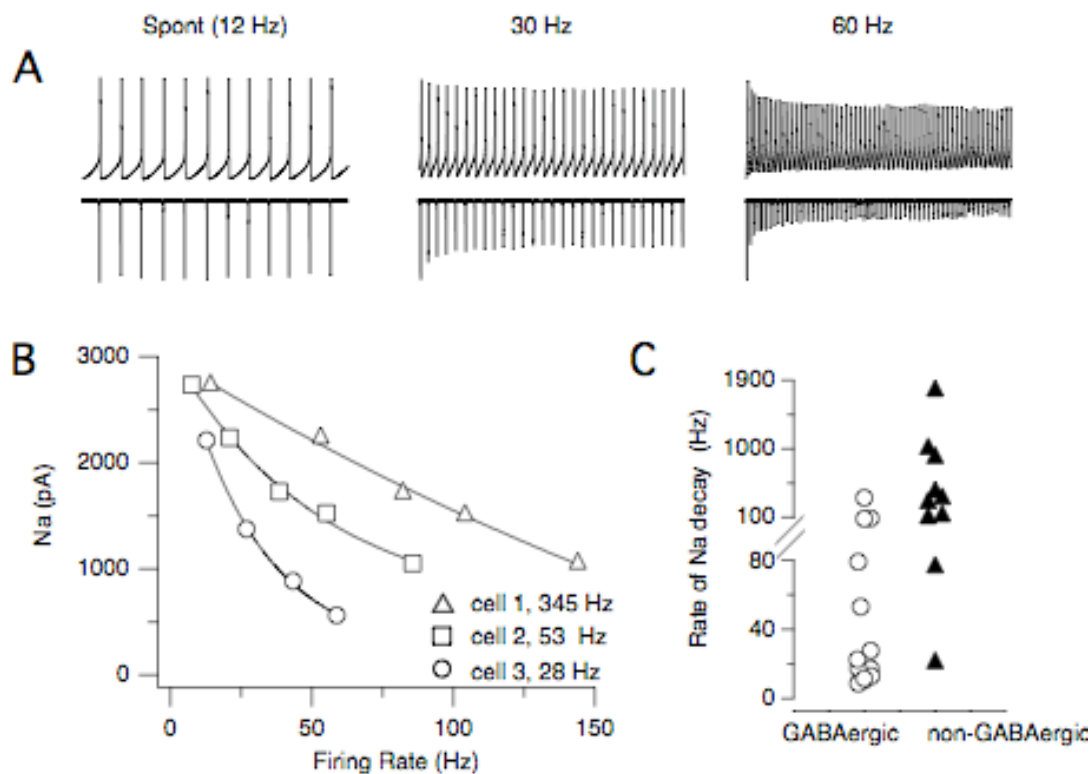 Spont (12 Hz) 30 Hz 60 Hz
A
B
3000
2000
1000
0
Na (pA)
0 50 100 150
Firing Rate (Hz)
cell 1, 345 Hz
cell 2, 53 Hz
cell 3, 28 Hz
C
1900
1000
100
80
40
0
Rate of Na decay (Hz)
GABAergic non-GABAergic